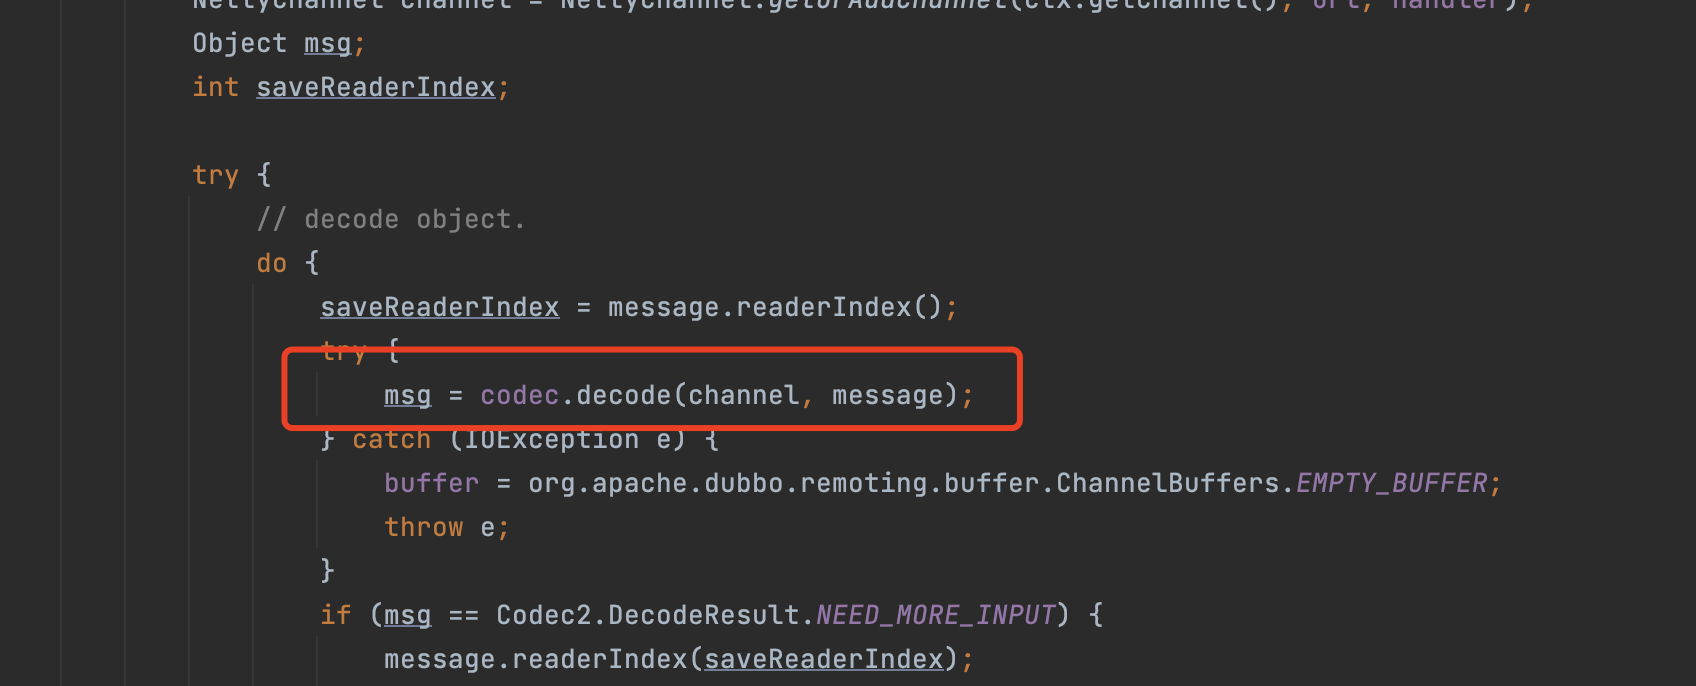 NettyChannel channel = NettyChannel.getOrAddChannel(ctx.getChannel(), url, handler);
Object msg;
int saveReaderIndex;
try {
// decode object.
do {
saveReaderIndex = message.readerIndex();
try {
msg = codec.decode(channel, message);
} catch (IOException e) {
buffer = org.apache.dubbo.remoting.buffer.ChannelBuffers.EMPTY_BUFFER;
throw e;
}
if (msg == Codec2.DecodeResult.NEED_MORE_INPUT) {
message.readerIndex(saveReaderIndex);